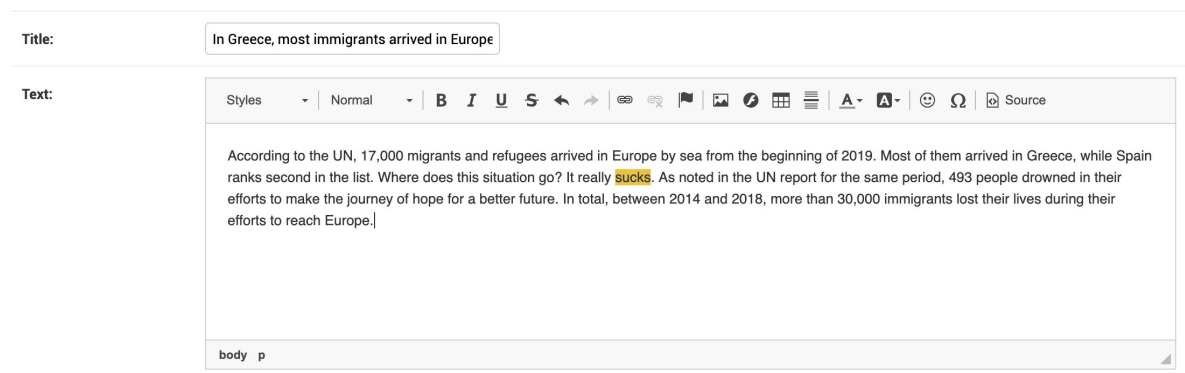 Title:
In Greece, most immigrants arrived in Europe
Text:
Styles Normal B I U S Source
According to the UN, 17,000 migrants and refugees arrived in Europe by sea from the beginning of 2019. Most of them arrived in Greece, while Spain
ranks second in the list. Where does this situation go? It really sucks. As noted in the UN report for the same period, 493 people drowned in their
efforts to make the journey of hope for a better future. In total, between 2014 and 2018, more than 30,000 immigrants lost their lives during their
efforts to reach Europe.
body p